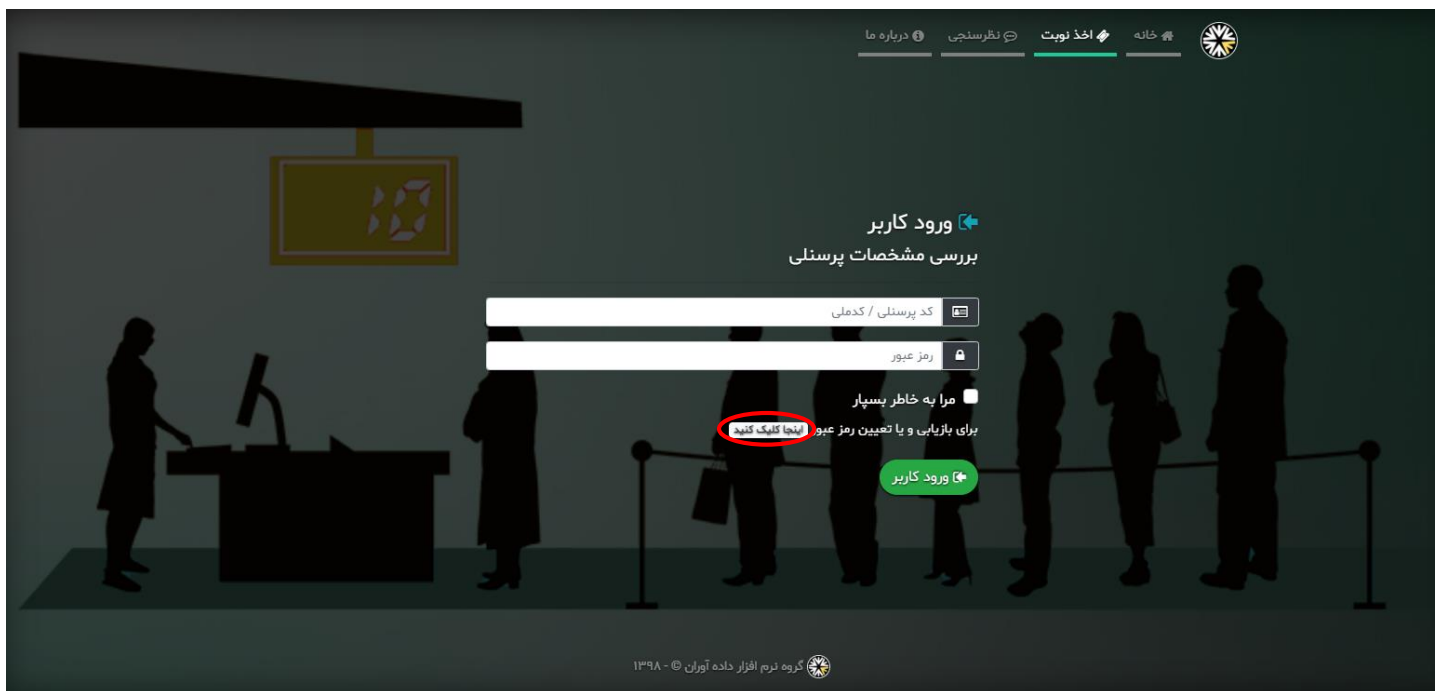 خانه
اخذ نوبت
نظرسنجی
درباره ما
10
ورود کاربر
بررسی مشخصات پرسنلی
کد پرسنلی / کدملی
رمز عبور
مرا به خاطر بسپار
برای بازیابی و یا تعیین رمز عبور اینجا کلیک کنید
ورود کاربر
گروه نرم افزار داده آوران © - ۱۳۹۸